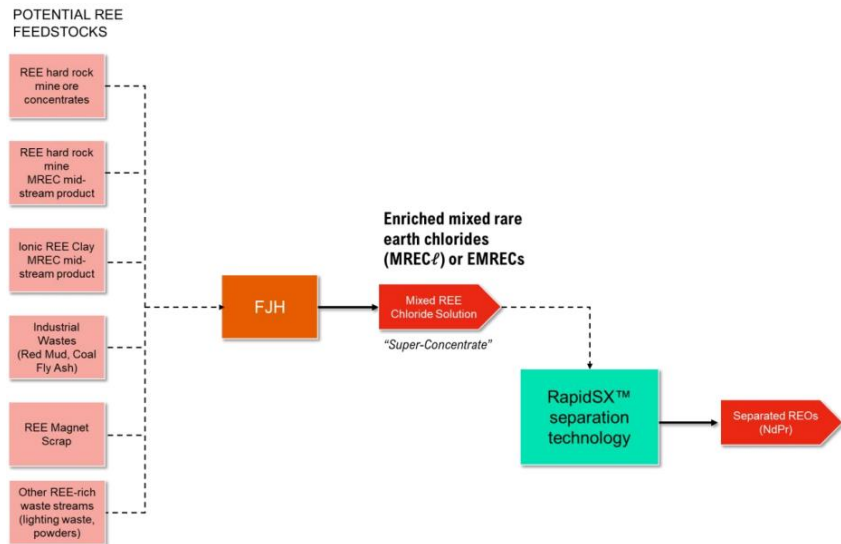 POTENTIAL REE
FEEDSTOCKS
REE hard rock
mine ore
concentrates
REE hard rock
mine
MREC mid-
stream product
Ionic REE Clay
MREC mid-
stream product
Industrial
Wastes
(Red Mud, Coal
Fly Ash)
REE Magnet
Scrap
Other REE-rich
waste streams
(lighting waste,
powders)
FJH
Enriched mixed rare
earth chlorides
(MRECℓ) or EMRECs
Mixed REE
Chloride Solution
“Super-Concentrate”
RapidSX™
separation
technology
Separated REOs
(NdPr)